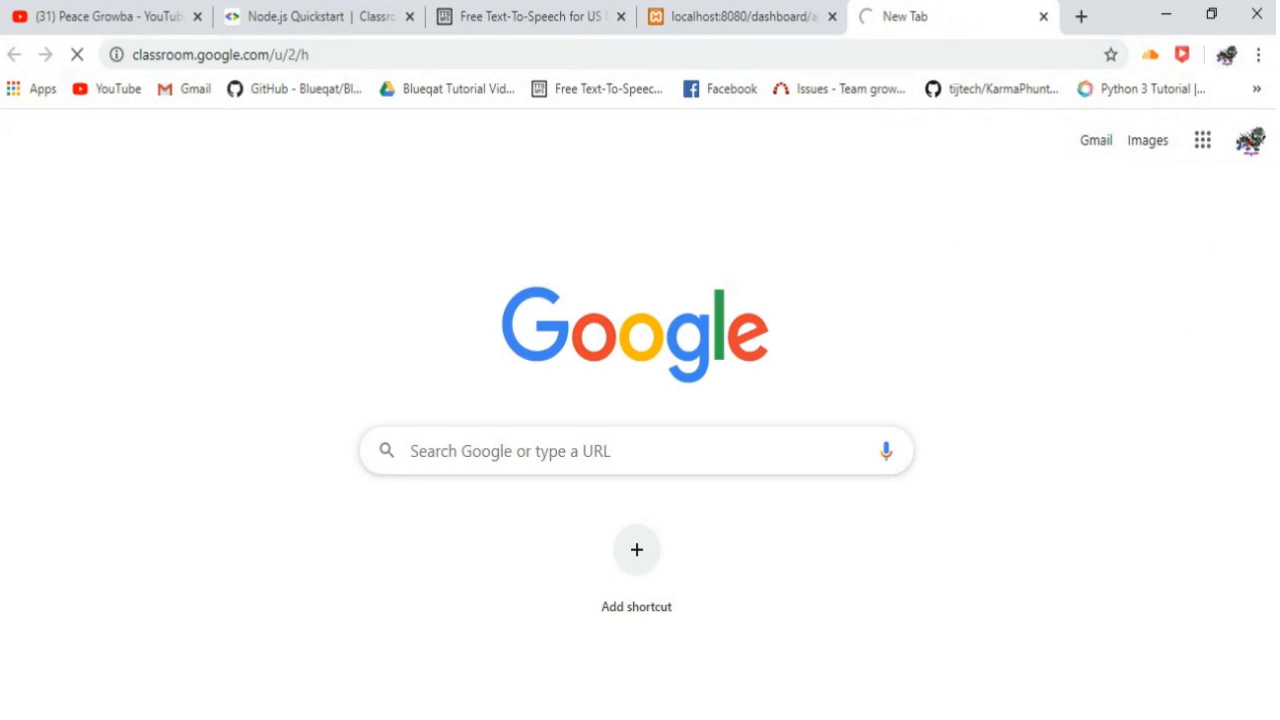 (31) Peace Growba - YouTub
Node.js Quickstart | Classro
Free Text-To-Speech for US
localhost:8080/dashboard/a
New Tab
classroom.google.com/u/2/h
Apps
YouTube
Gmail
GitHub - Blueqat/Bl...
Blueqat Tutorial Vid...
Free Text-To-Speec...
Facebook
Issues - Team grow...
tijtech/KarmaPhunt...
Python 3 Tutorial |...
»
Gmail
Images
Google
Search Google or type a URL
Add shortcut